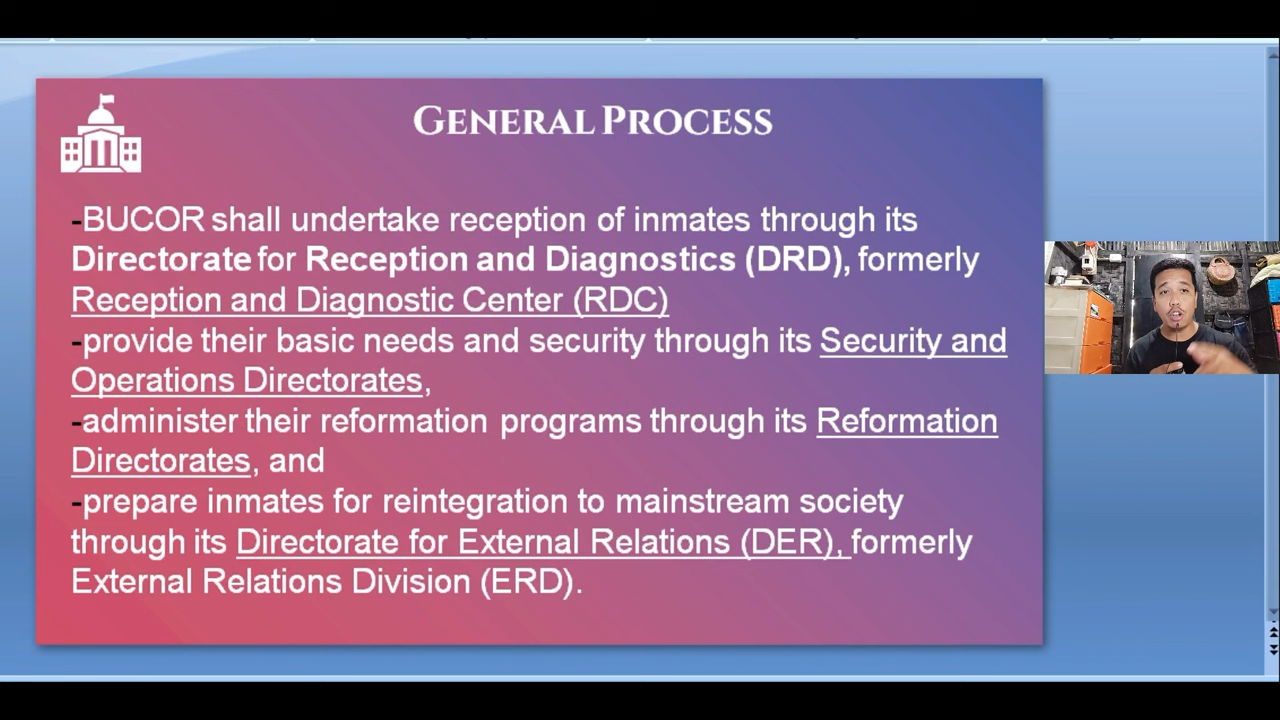 GENERAL PROCESS
-BUCOR shall undertake reception of inmates through its
Directorate for Reception and Diagnostics (DRD), formerly
Reception and Diagnostic Center (RDC)
-provide their basic needs and security through its Security and
Operations Directorates,
-administer their reformation programs through its Reformation
Directorates, and
-prepare inmates for reintegration to mainstream society
through its Directorate for External Relations (DER), formerly
External Relations Division (ERD).